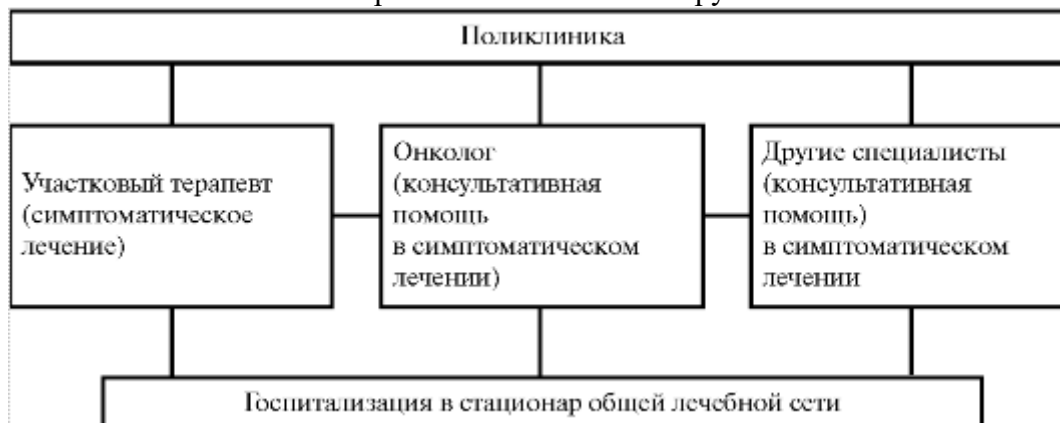 Поликлиника
Участковый терапевт
(симптоматическое
лечение)
Онколог
(консультативная
помощь
в симптоматическом
лечении)
Другие специалисты
(консультативная
помощь)
в симптоматическом
лечении
Госпитализация в стационар общей лечебной сети